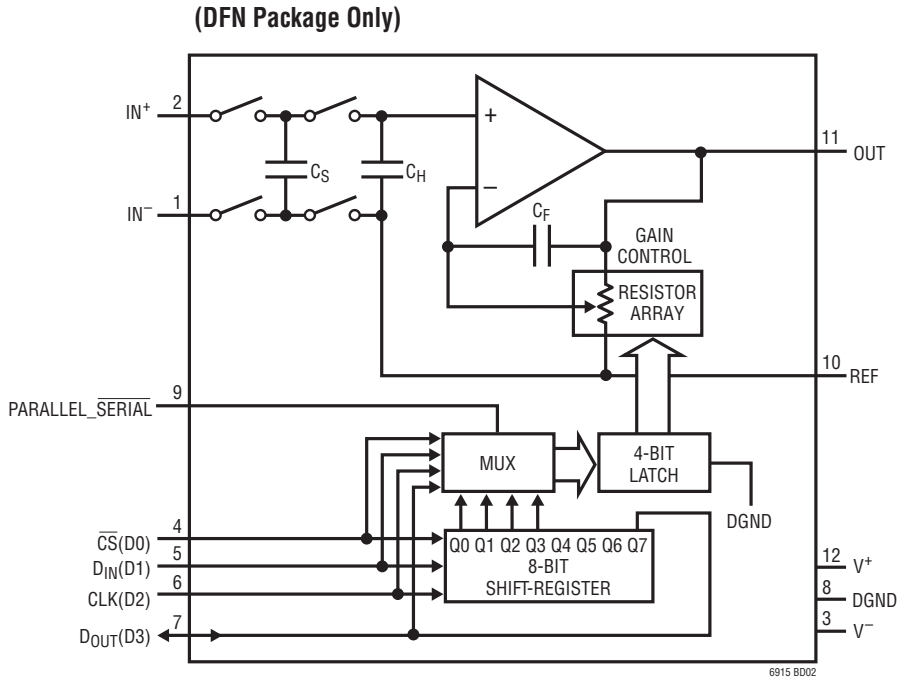 (DFN Package Only)
IN+
2
+
11
OUT
CS
CH
−
IN−
1
CF
GAIN
CONTROL
RESISTOR
ARRAY
10
REF
PARALLEL_SERIAL
9
MUX
4-BIT
LATCH
DGND
CS(D0)
4
Q0 Q1 Q2 Q3 Q4 Q5 Q6 Q7
8-BIT
SHIFT-REGISTER
DIN(D1)
5
CLK(D2)
6
DOUT(D3)
7
12
V+
8
DGND
3
V−
6915 BD02